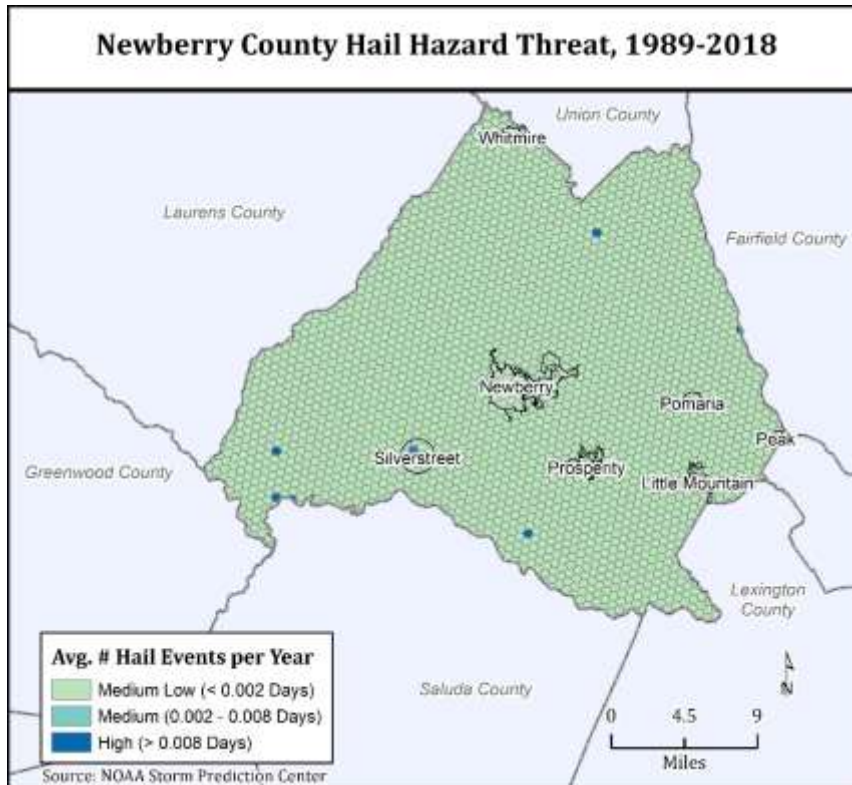 Newberry County Hail Hazard Threat, 1989-2018
Union County
Whitmire
Laurens County
Fairfield County
Newberry
Pomaria
Peak
Silverstreet
Prosperity
Greenwood County
Little Mountain
Lexington
County
Avg. # Hail Events per Year
Medium Low (< 0.002 Days)
Medium (0.002 - 0.008 Days)
High (> 0.008 Days)
Saluda County
N
0 4.5 9
Miles
Source: NOAA Storm Prediction Center